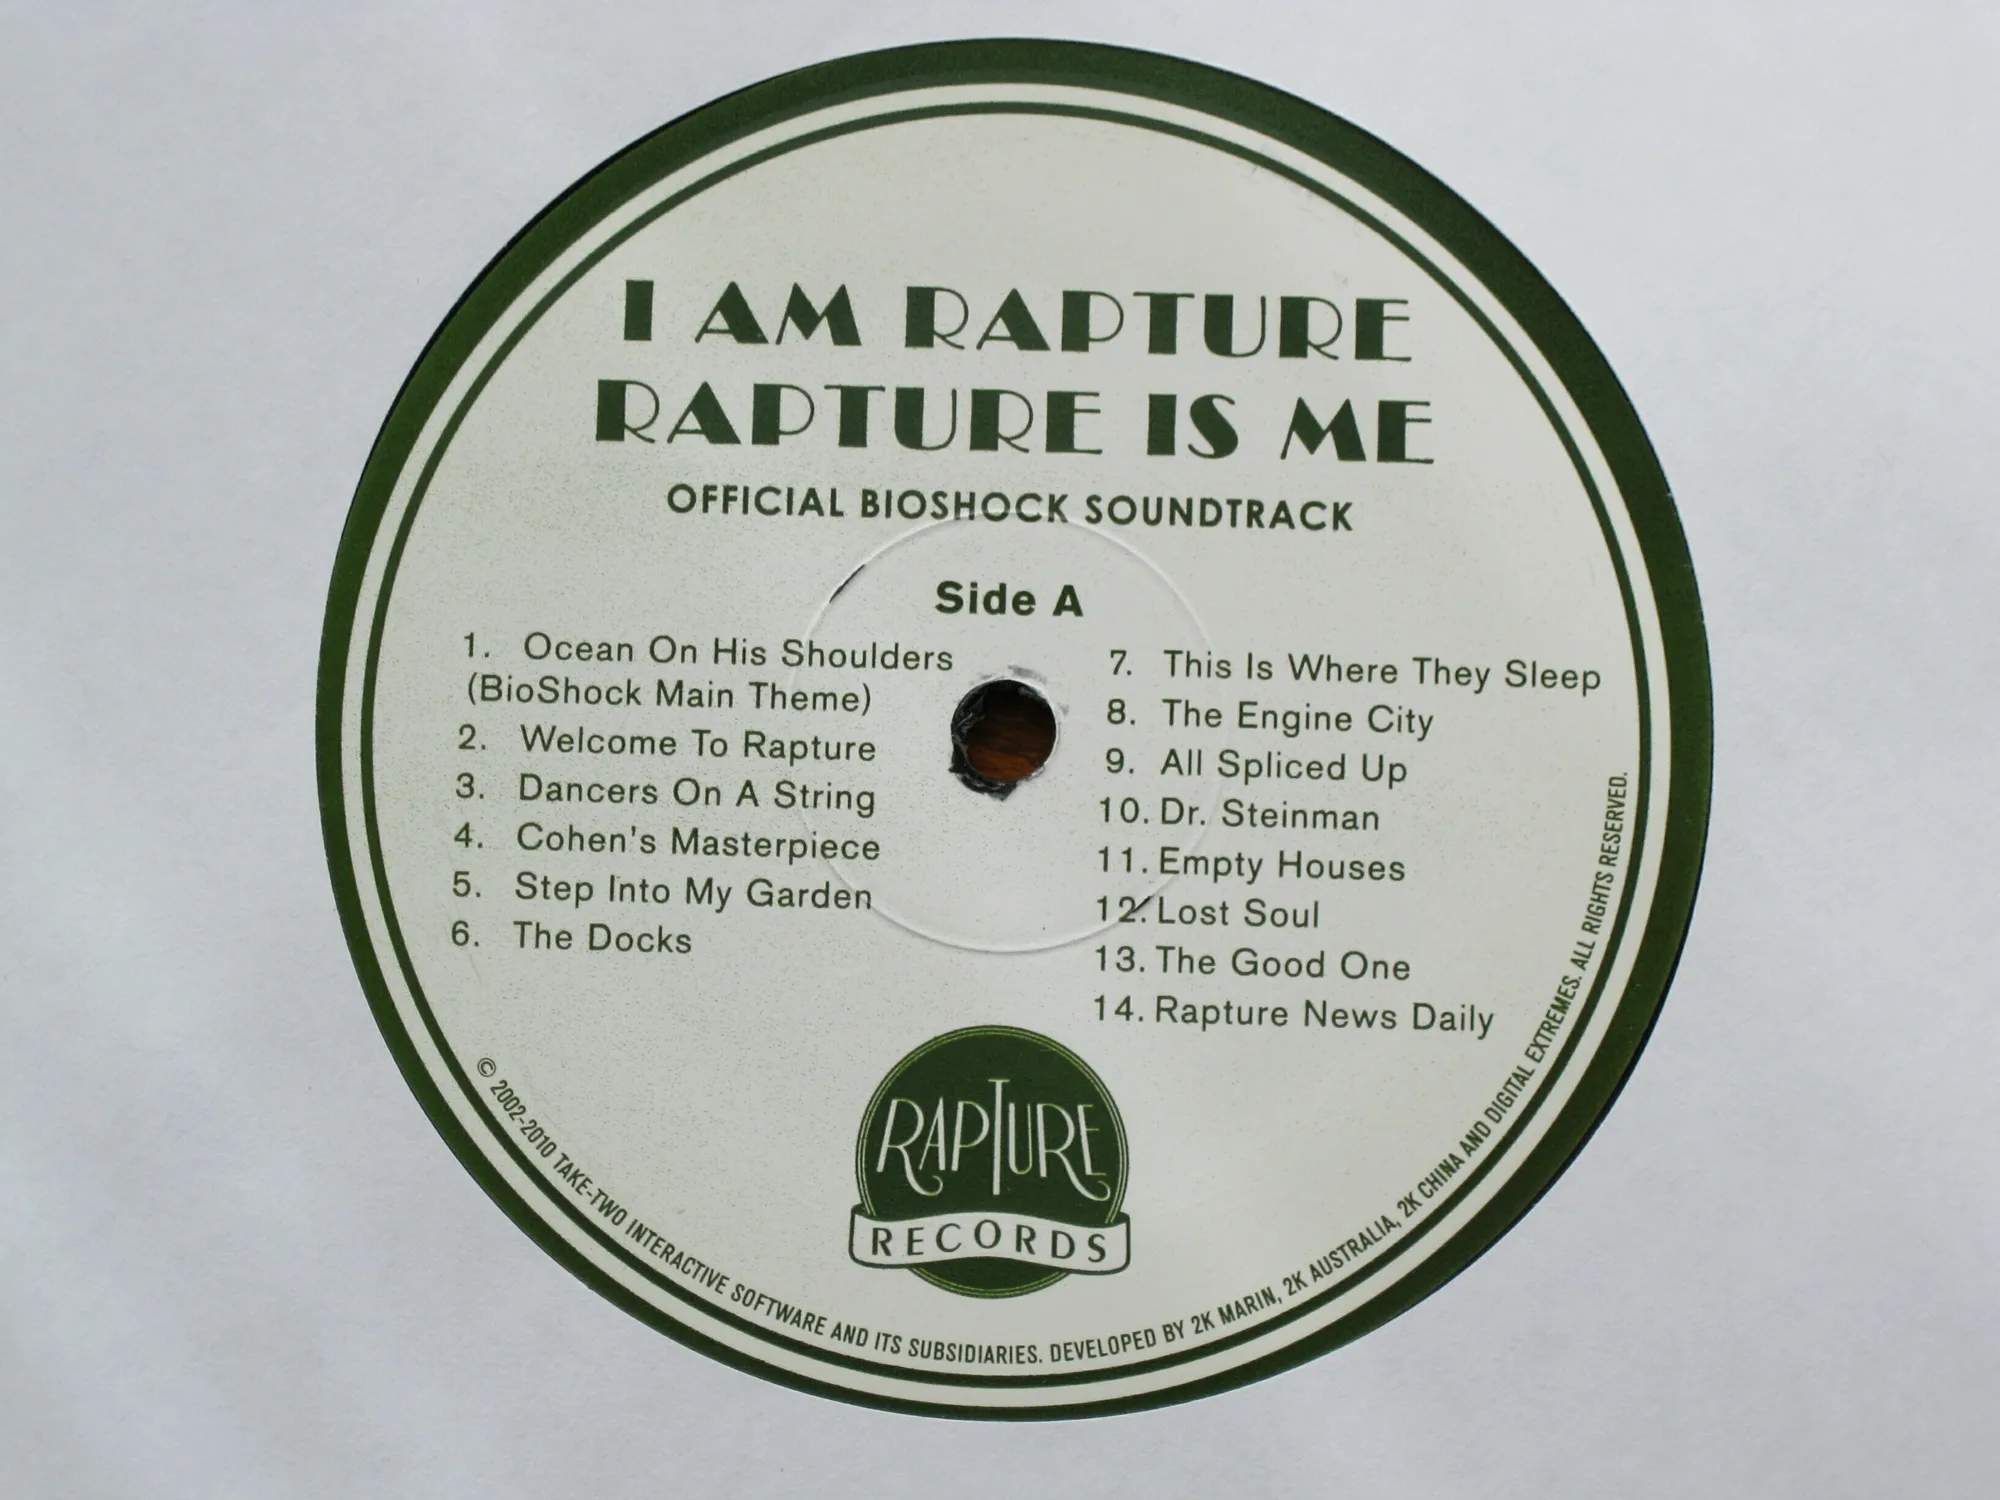 I AM RAPTURE
RAPTURE IS ME
OFFICIAL BIOSHOCK SOUNDTRACK
Side A
1. Ocean On His Shoulders
(BioShock Main Theme)
2. Welcome To Rapture
3. Dancers On A String
4. Cohen's Masterpiece
5. Step Into My Garden
6. The Docks
7. This Is Where They Sleep
8. The Engine City
9. All Spliced Up
10. Dr. Steinman
11. Empty Houses
12. Lost Soul
13. The Good One
14. Rapture News Daily
RAPTURE
RECORDS
© 2002-2010 TAKE-TWO INTERACTIVE SOFTWARE AND ITS SUBSIDIARIES. DEVELOPED BY 2K MARIN, 2K AUSTRALIA, 2K CHINA AND DIGITAL EXTREMES. ALL RIGHTS RESERVED.